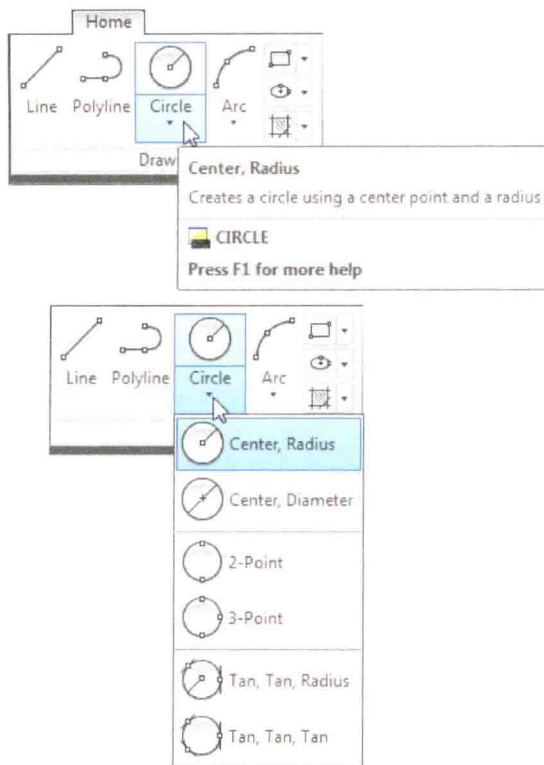 Home
Line Polyline Circle Arc
Draw
Center, Radius
Creates a circle using a center point and a radius
CIRCLE
Press F1 for more help
Line Polyline Circle Arc
Center, Radius
Center, Diameter
2-Point
3-Point
Tan, Tan, Radius
Tan, Tan, Tan